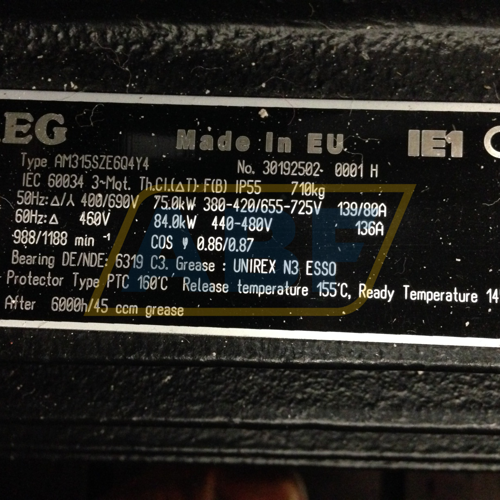 EG Made In EU IE1 C
Type AM315SZE6Q4Y4 No. 30192502- 0001 H
IEC 60034 3~Mot. Th.Cl.(ΔT) F(B) IP55 710kg
50Hz:Δ/⅄ 400/690V 75.0kW 380-420/655-725V 139/80A
60Hz:Δ 460V 84.0kW 440-480V 136A
988/1188 min⁻¹ COS φ 0.86/0.87
Bearing DE/NDE: 6319 C3. Grease : UNIREX N3 ESSO
Protector Type PTC 160°C Release temperature 155°C, Ready Temperature 14
After 6000h/45 ccm grease